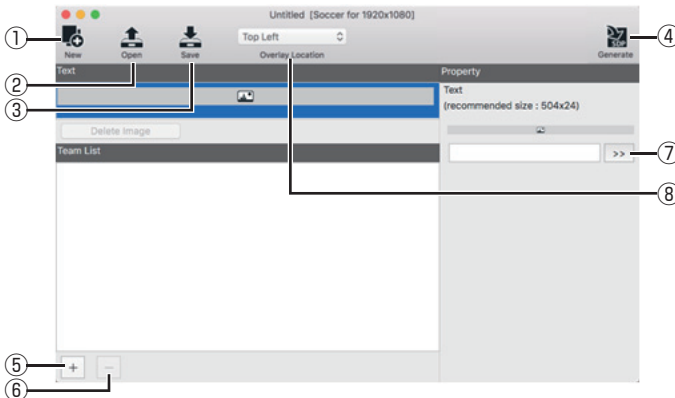 Untitled [Soccer for 1920x1080]
① New
② Open
③ Save
Top Left
⑧ Overlay Location
④ SDP
Generate
Text
Property
Text
(recommended size : 504x24)
Delete Image
>> ⑦
Team List
⑤ +
⑥ −